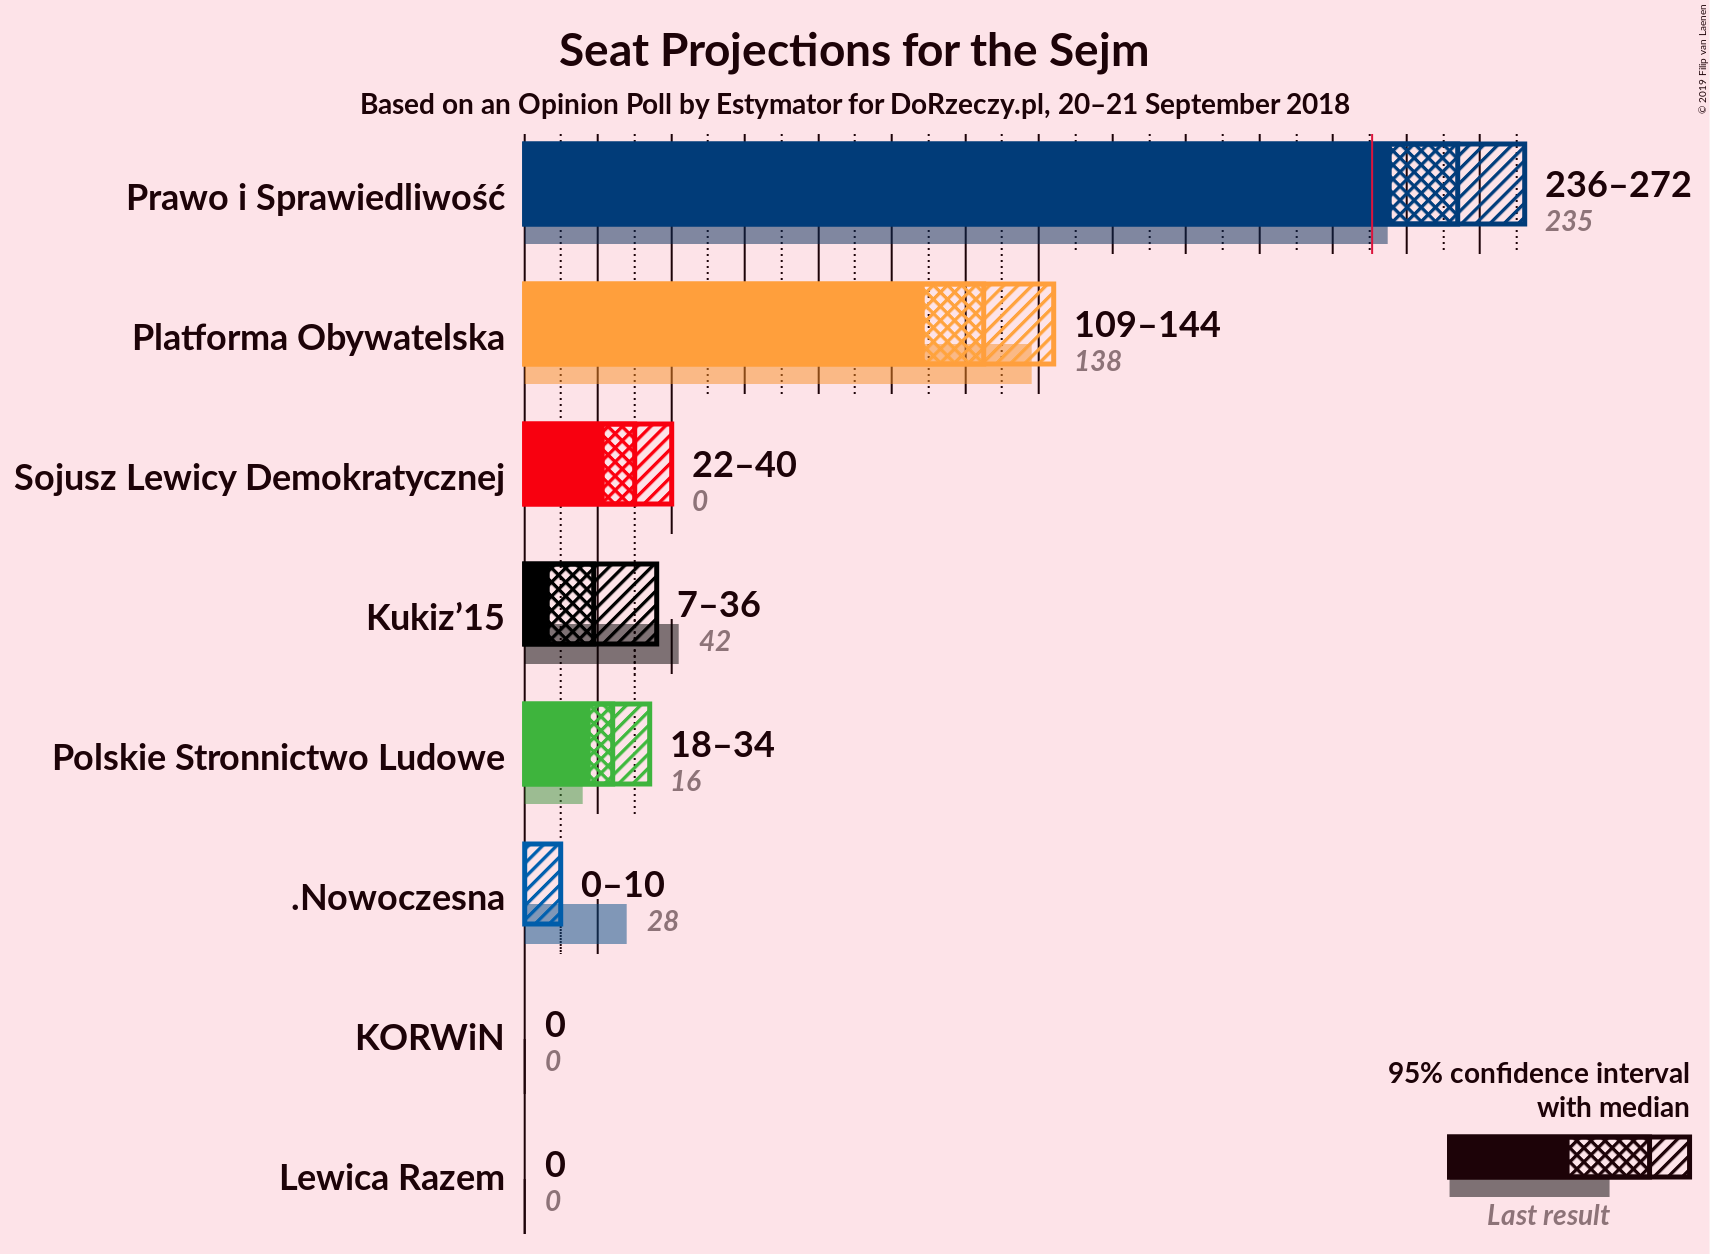 Seat Projections for the Sejm
Based on an Opinion Poll by Estymator for DoRzeczy.pl, 20–21 September 2018
© 2019 Filip van Laenen
Prawo i Sprawiedliwość
236–272
235
Platforma Obywatelska
109–144
138
Sojusz Lewicy Demokratycznej
22–40
0
Kukiz’15
7–36
42
Polskie Stronnictwo Ludowe
18–34
16
.Nowoczesna
0–10
28
KORWiN
0
0
Lewica Razem
0
0
95% confidence interval
with median
Last result